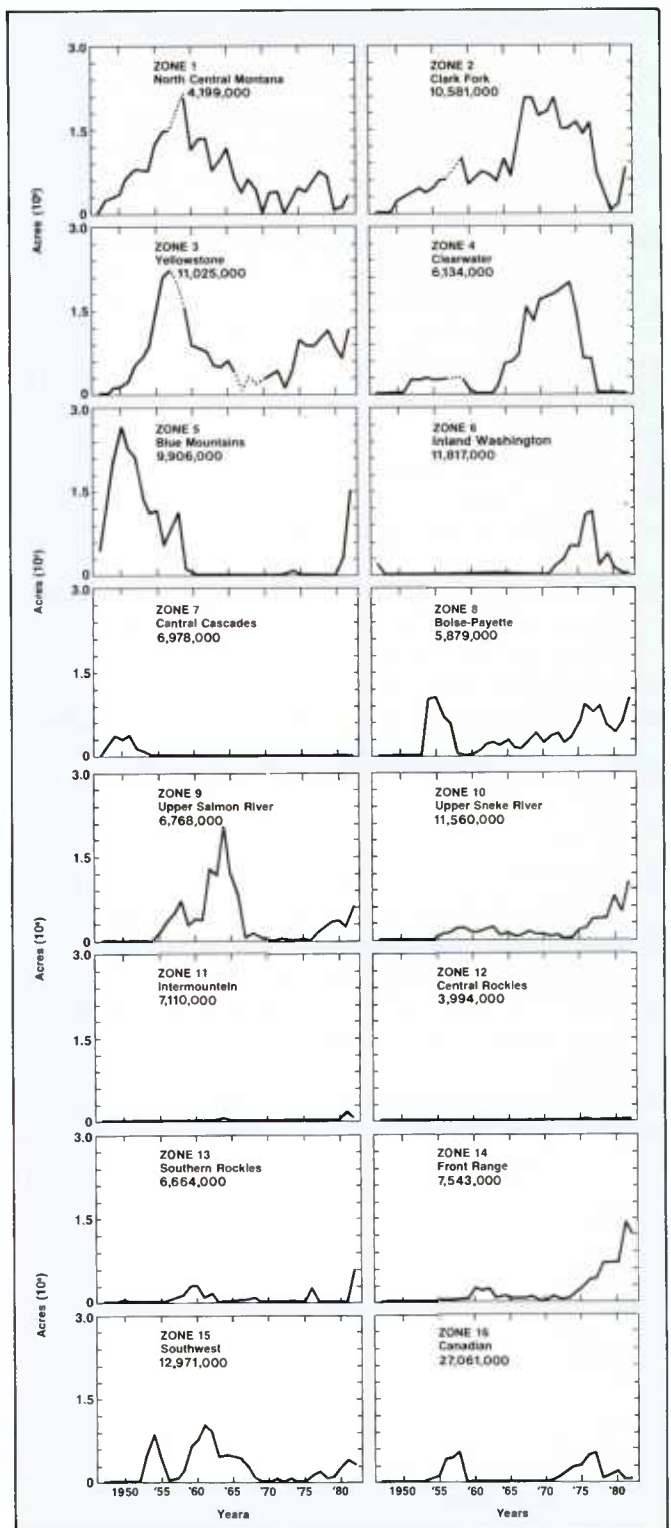 3.0
1.5
0
ZONE 1
North Central Montana
4,199,000
ZONE 2
Clark Fork
10,581,000
Acres (10⁶)
3.0
1.5
0
ZONE 3
Yellowstone
11,025,000
ZONE 4
Clearwater
6,134,000
3.0
1.5
0
ZONE 5
Blue Mountains
9,906,000
ZONE 6
Inland Washington
11,817,000
Acres (10⁶)
3.0
1.5
0
ZONE 7
Cantral Cascades
6,978,000
ZONE 8
Boise-Payette
5,879,000
3.0
1.5
0
ZONE 9
Upper Salmon River
6,768,000
ZONE 10
Upper Sneke River
11,560,000
Acres (10⁶)
3.0
1.5
0
ZONE 11
Intermountein
7,110,000
ZONE 12
Central Rockies
3,994,000
3.0
1.5
0
ZONE 13
Southern Rockies
6,664,000
ZONE 14
Front Range
7,543,000
Acres (10⁶)
3.0
1.5
0
ZONE 15
Southwest
12,971,000
ZONE 16
Canadian
27,061,000
1950 '55 '60 '65 '70 '75 '80
1950 '55 '60 '65 '70 '75 '80
Yeara
Years